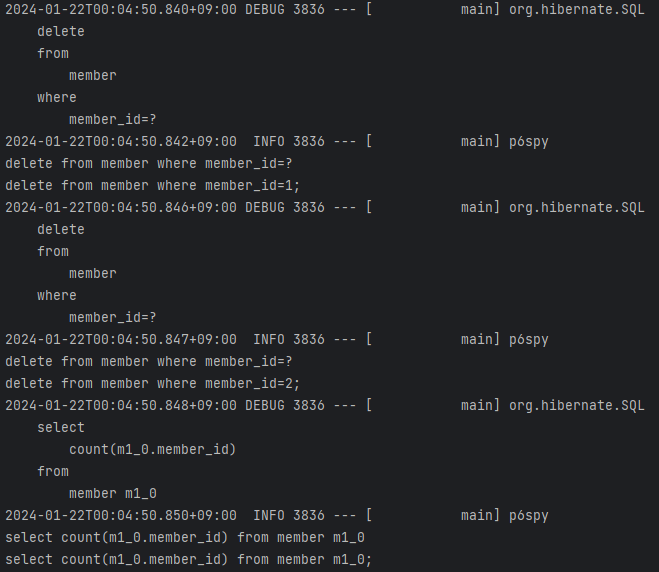 2024-01-22T00:04:50.840+09:00 DEBUG 3836 --- [           main] org.hibernate.SQL
    delete
    from
        member
    where
        member_id=?
2024-01-22T00:04:50.842+09:00  INFO 3836 --- [           main] p6spy
delete from member where member_id=?
delete from member where member_id=1;
2024-01-22T00:04:50.846+09:00 DEBUG 3836 --- [           main] org.hibernate.SQL
    delete
    from
        member
    where
        member_id=?
2024-01-22T00:04:50.847+09:00  INFO 3836 --- [           main] p6spy
delete from member where member_id=?
delete from member where member_id=2;
2024-01-22T00:04:50.848+09:00 DEBUG 3836 --- [           main] org.hibernate.SQL
    select
        count(m1_0.member_id)
    from
        member m1_0
2024-01-22T00:04:50.850+09:00  INFO 3836 --- [           main] p6spy
select count(m1_0.member_id) from member m1_0
select count(m1_0.member_id) from member m1_0;